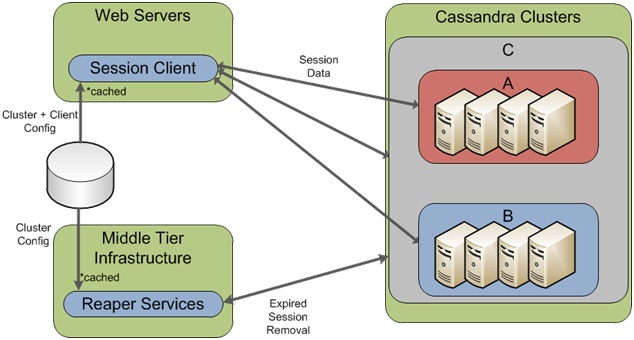 Web Servers
Session Client
*cached
Cluster + Client
Config
Cluster
Config
Middle Tier
Infrastructure
*cached
Reaper Services
Session
Data
Expired
Session
Removal
Cassandra Clusters
C
A
B